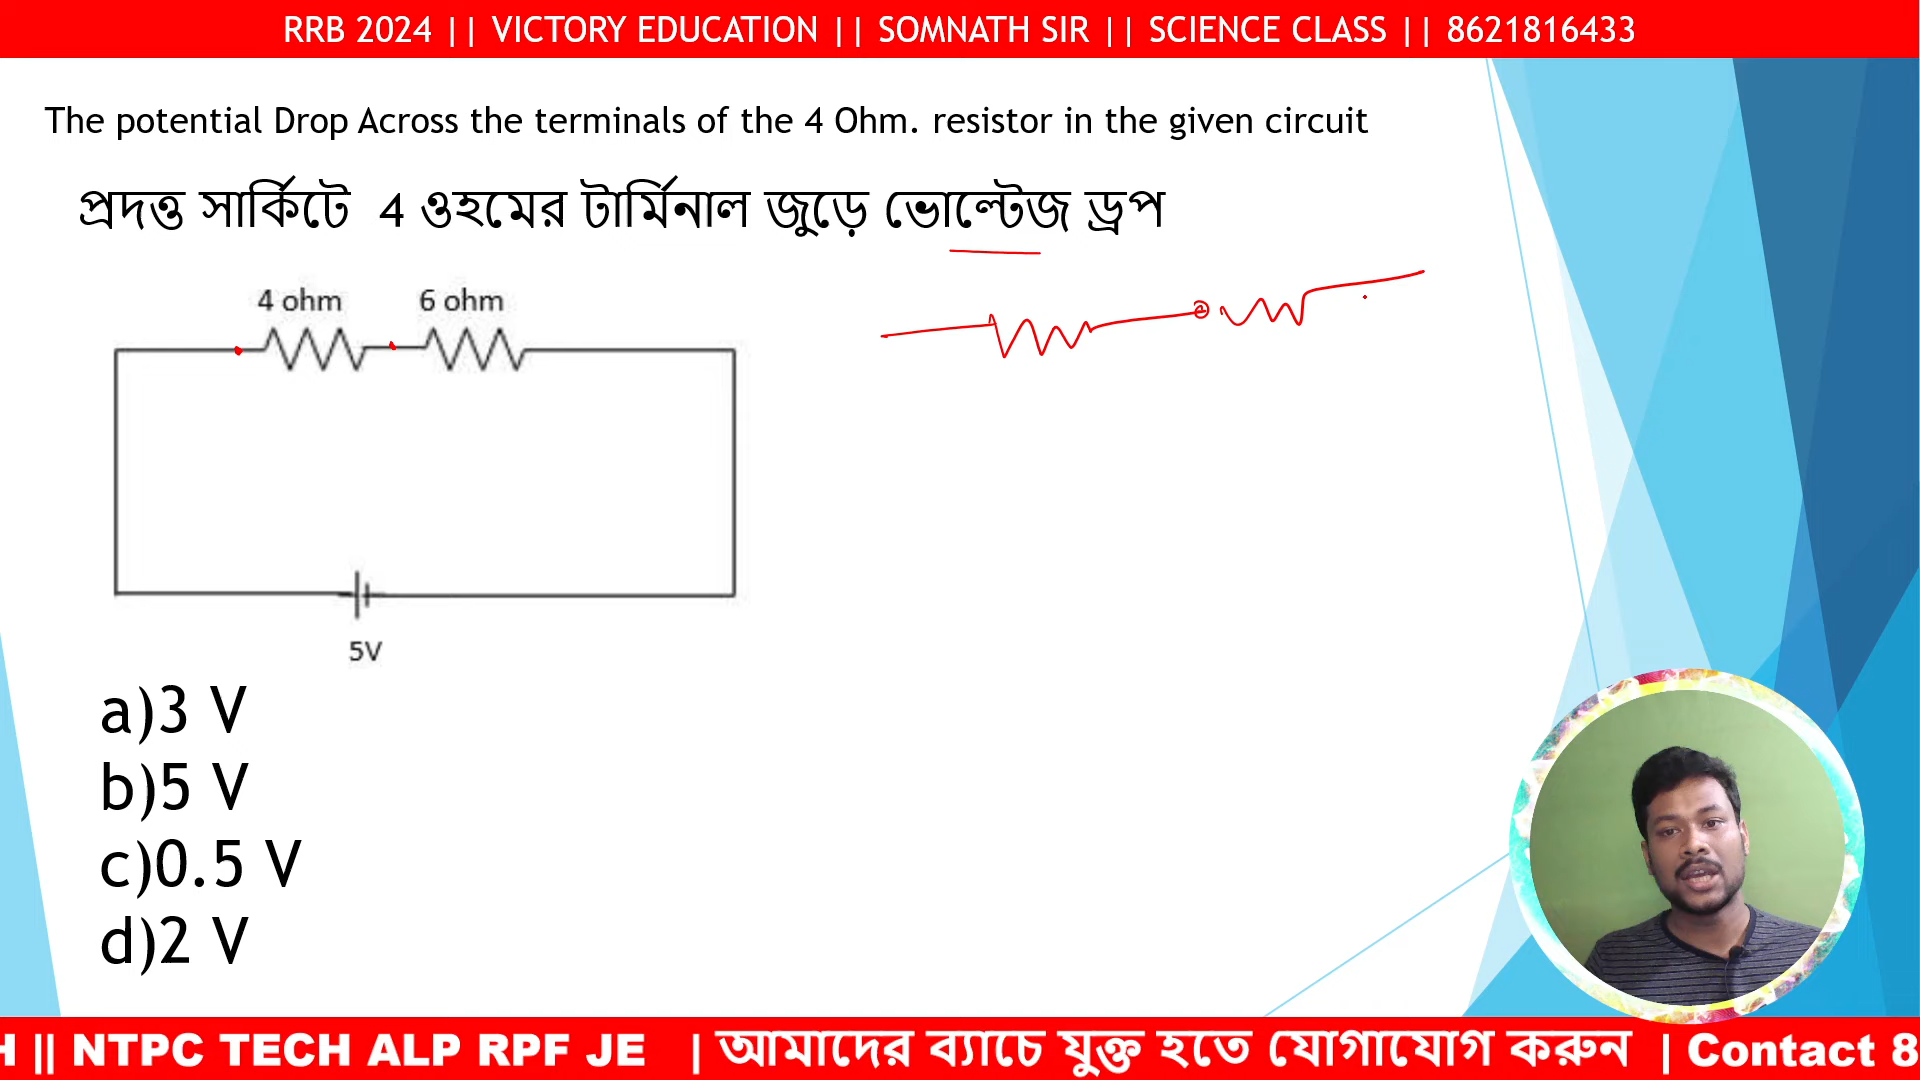 RRB 2024 || VICTORY EDUCATION || SOMNATH SIR || SCIENCE CLASS || 8621816433
The potential Drop Across the terminals of the 4 Ohm. resistor in the given circuit
প্রদত্ত সার্কিটে 4 ওহমের টার্মিনাল জুড়ে ভোল্টেজ ড্রপ
4 ohm 6 ohm
5V
a)3 V
b)5 V
c)0.5 V
d)2 V
H || NTPC TECH ALP RPF JE | আমাদের ব্যাচে যুক্ত হতে যোগাযোগ করুন | Contact 8